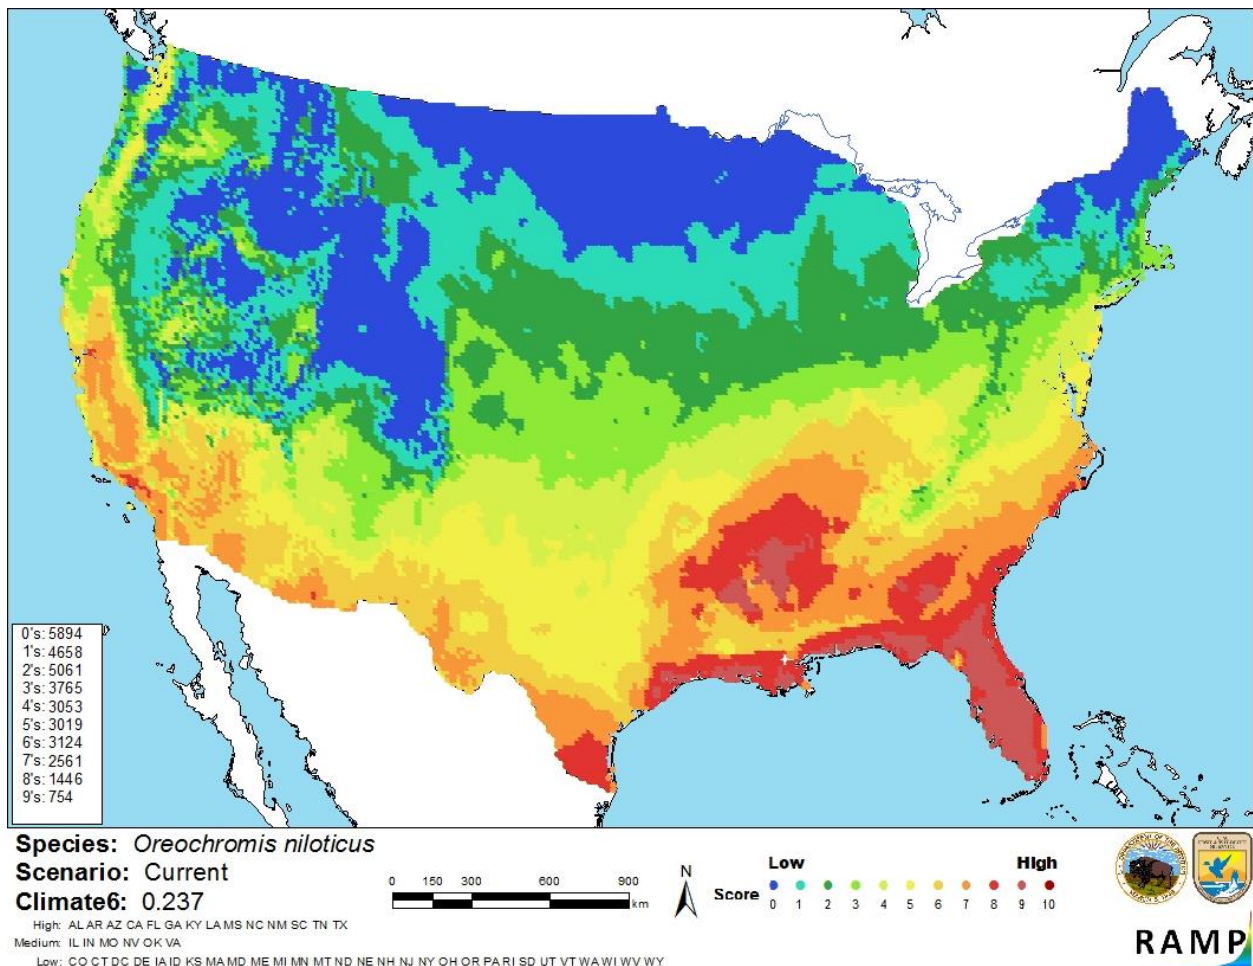 0's: 5894
1's: 4658
2's: 5061
3's: 3765
4's: 3053
5's: 3019
6's: 3124
7's: 2561
8's: 1446
9's: 754
Species: Oreochromis niloticus
Scenario: Current
Climate6: 0.237
High: AL AR AZ CA FL GA KY LA MS NC NM SC TN TX
Medium: IL IN MO NV OK VA
Low: CO CT DC DE IA ID KS MA MD ME MI MN MT ND NE NH NJ NY OH OR PA RI SD UT VT WA WI WV WY
0 150 300 600 900
km
N
Low High
Score
0 1 2 3 4 5 6 7 8 9 10
RAMP